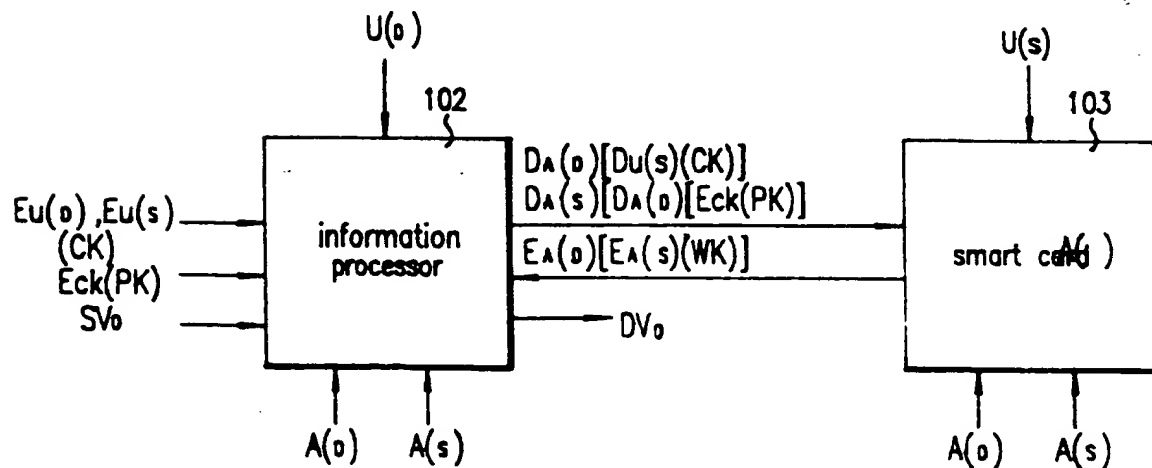 U(D)
U(s)
102
103
DA(D)[Du(s)(CK)]
DA(s)[DA(D)[Eck(PK)]
EA(D)[EA(s)(WK)]
Eu(D),Eu(s)
(CK)
Eck(PK)
SVD
information
processor
smart
DVD
A(D)
A(s)
A(D)
A(s)